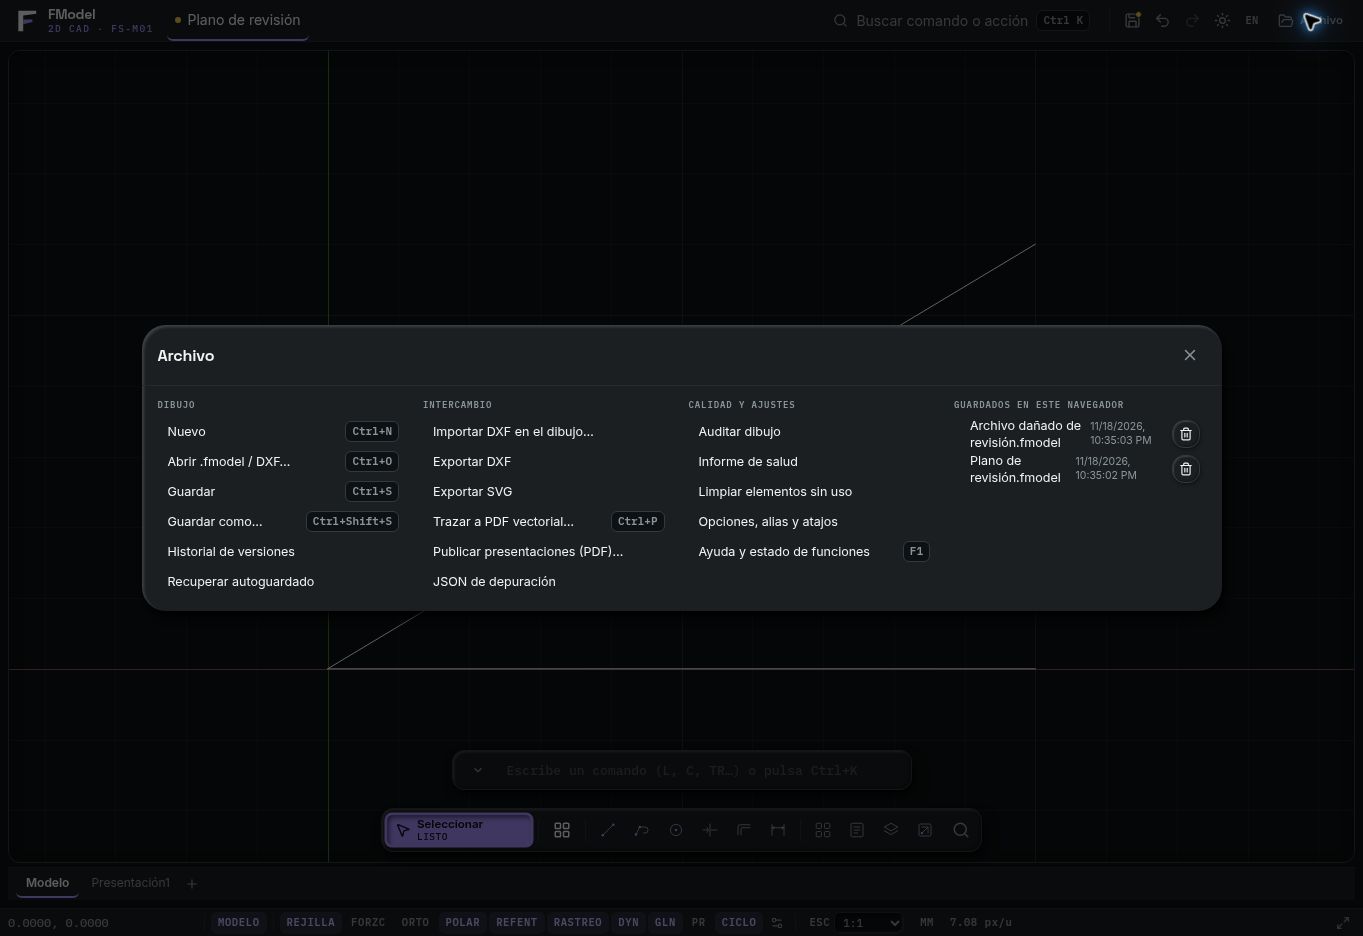 FModel
2D CAD · FS-M01
Plano de revisión
Buscar comando o acción
Ctrl K
EN
Archivo
DIBUJO
Nuevo
Ctrl+N
Abrir .fmodel / DXF...
Ctrl+O
Guardar
Ctrl+S
Guardar como...
Ctrl+Shift+S
Historial de versiones
Recuperar autoguardado
INTERCAMBIO
Importar DXF en el dibujo...
Exportar DXF
Exportar SVG
Trazar a PDF vectorial...
Ctrl+P
Publicar presentaciones (PDF)...
JSON de depuración
CALIDAD Y AJUSTES
Auditar dibujo
Informe de salud
Limpiar elementos sin uso
Opciones, alias y atajos
Ayuda y estado de funciones
F1
GUARDADOS EN ESTE NAVEGADOR
Archivo dañado de
revisión.fmodel
11/18/2026,
10:35:03 PM
Plano de
revisión.fmodel
11/18/2026,
10:35:02 PM
Escribe un comando (L, C, TR…) o pulsa Ctrl+K
Seleccionar
LISTO
Modelo
Presentación1
0.0000, 0.0000
MODELO
REJILLA
FORZC
ORTO
POLAR
REFENT
RASTREO
DYN
GLN
PR
CICLO
ESC
1:1
MM
7.08 px/u